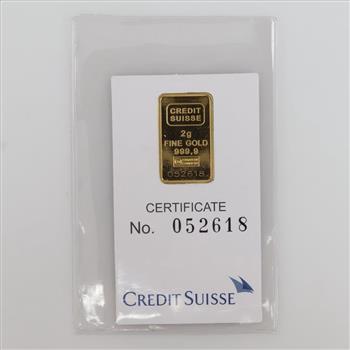 CREDIT
SUISSE
2g
FINE GOLD
999,9
052618
CERTIFICATE
No. 052618
CREDIT SUISSE